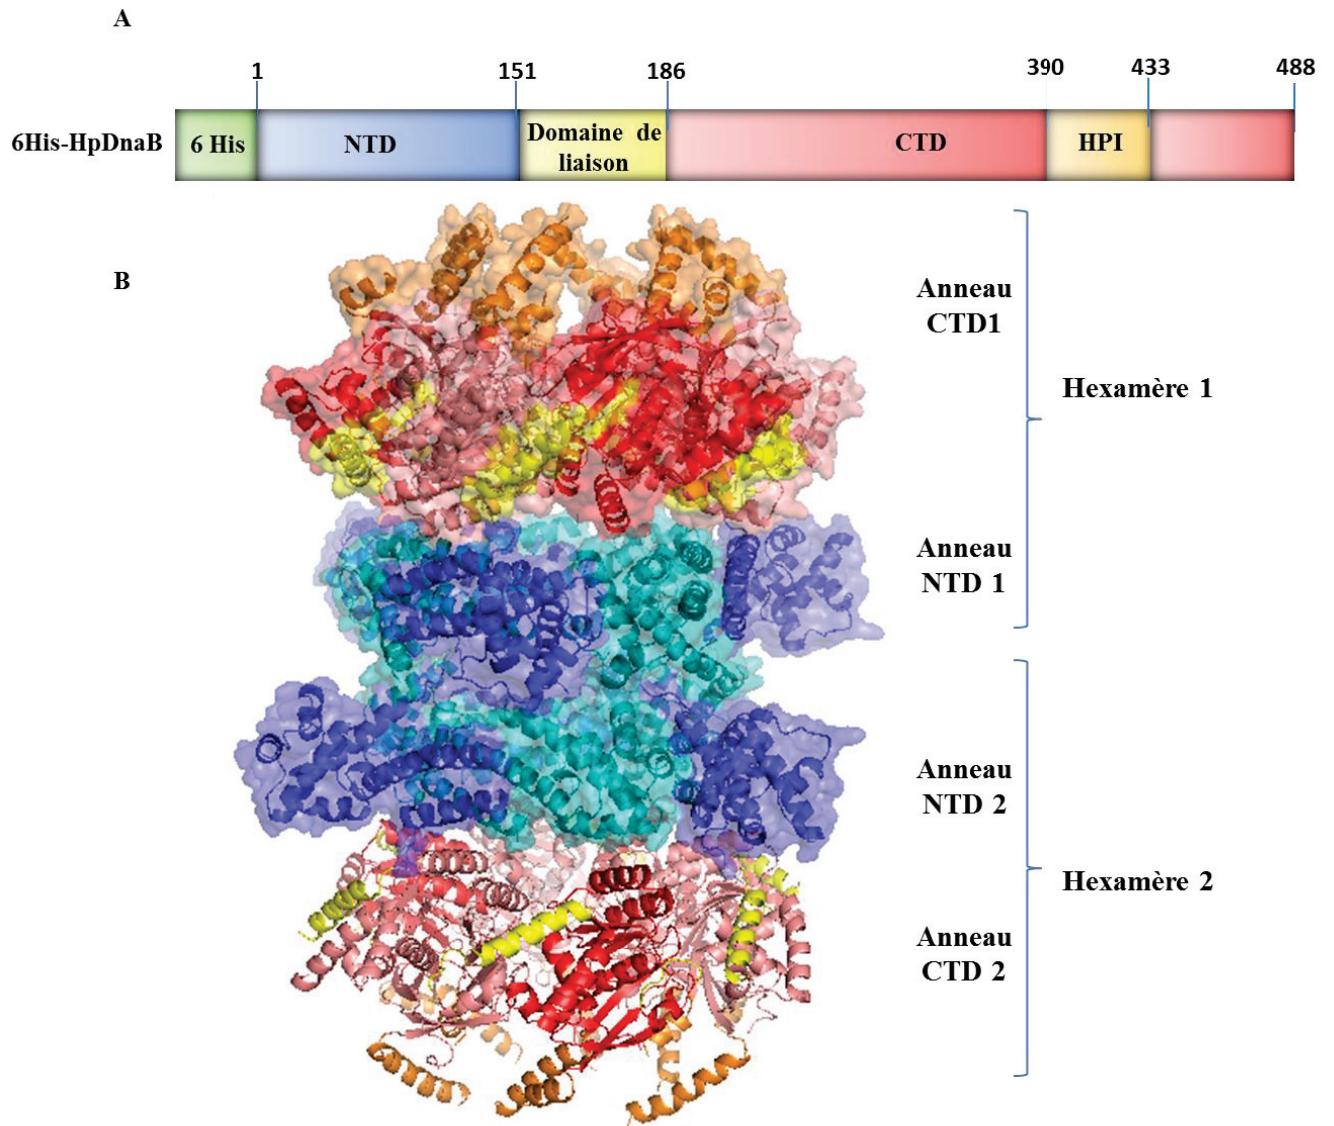 A
1 151 186 390 433 488
6His-HpDnaB
6 His
NTD
Domaine de
liaison
CTD
HPI
B
Anneau
CTD1
Hexamère 1
Anneau
NTD 1
Anneau
NTD 2
Hexamère 2
Anneau
CTD 2